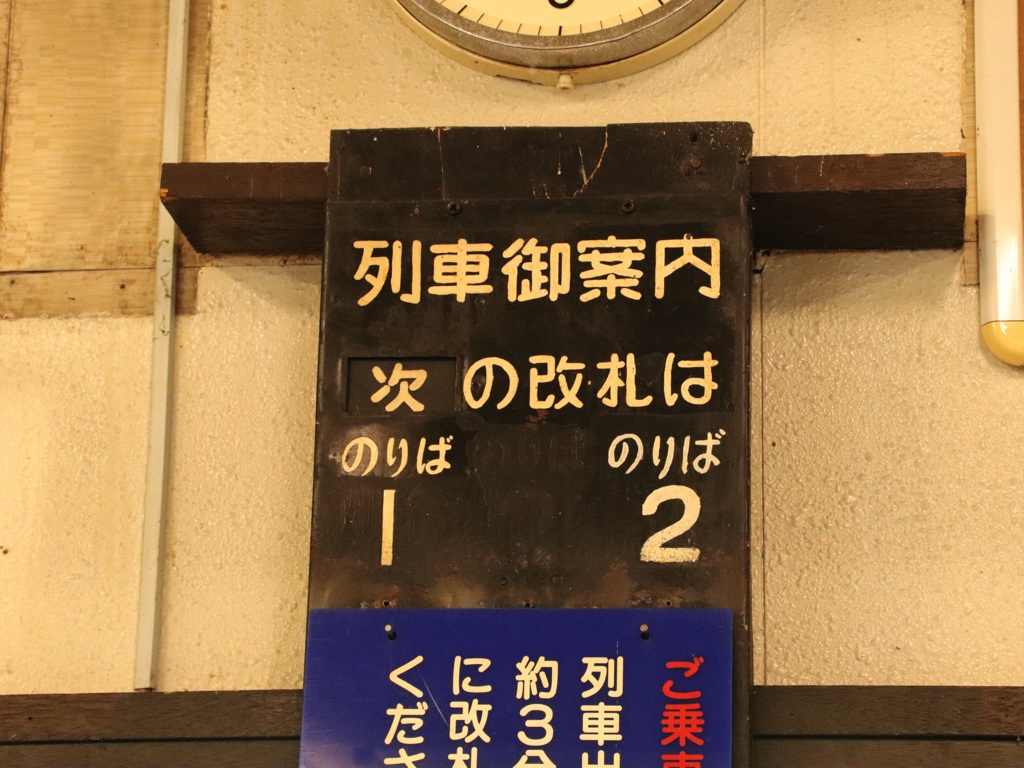 列車御案内
次の改札は
のりば のりば
1 2
ご乗車
列車出
約3分
に改札
くださ